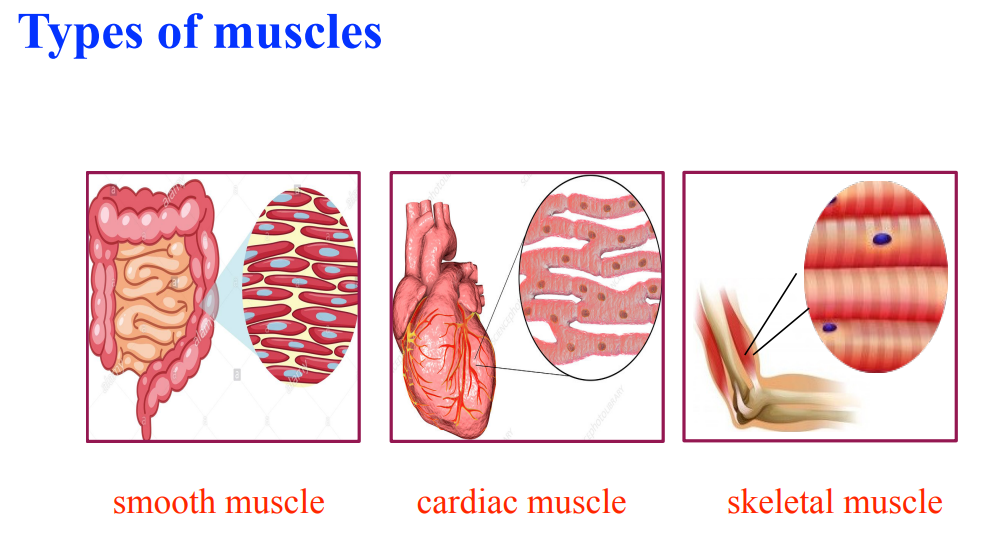 Types of muscles
smooth muscle
cardiac muscle
skeletal muscle